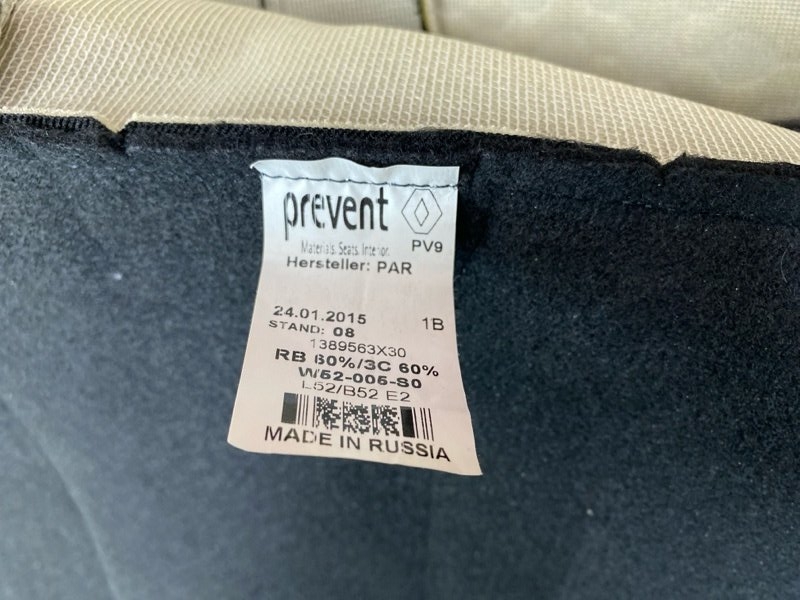 prevent
PV9
Materials. Seats. Interior.
Hersteller: PAR
24.01.2015 1B
STAND: 08
1389563X30
RB 60%/3C 60%
W52-005-S0
L52/B52 E2
MADE IN RUSSIA